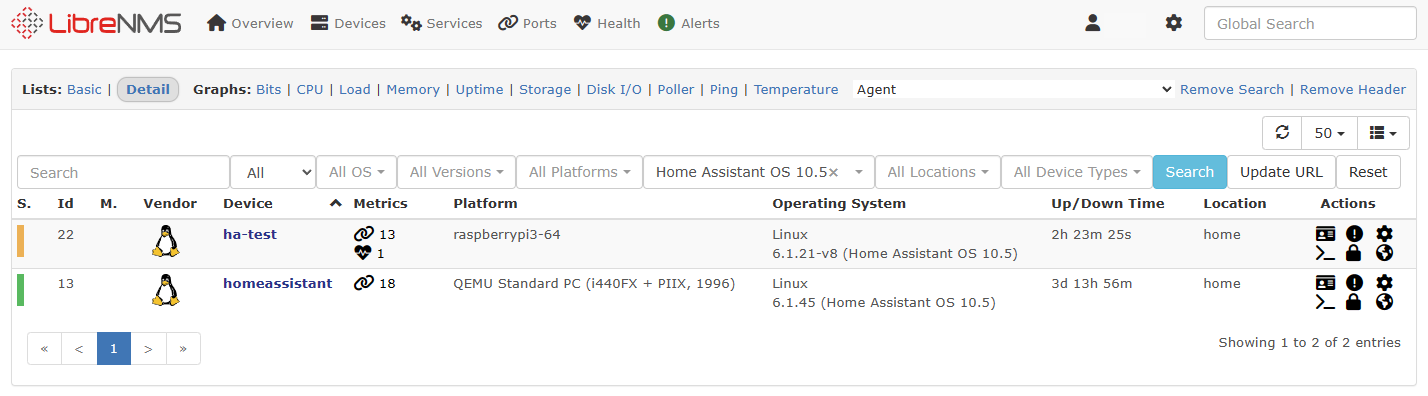 LibreNMS Overview Devices Services Ports Health Alerts Global Search
Lists: Basic | Detail Graphs: Bits | CPU | Load | Memory | Uptime | Storage | Disk I/O | Poller | Ping | Temperature Agent Remove Search | Remove Header
50
Search All All OS All Versions All Platforms Home Assistant OS 10.5× All Locations All Device Types Search Update URL Reset
S. Id M. Vendor Device Metrics Platform Operating System Up/Down Time Location Actions
22 ha-test 13 raspberrypi3-64 Linux 2h 23m 25s home
1 6.1.21-v8 (Home Assistant OS 10.5)
13 homeassistant 18 QEMU Standard PC (i440FX + PIIX, 1996) Linux 3d 13h 56m home
6.1.45 (Home Assistant OS 10.5)
« < 1 > » Showing 1 to 2 of 2 entries